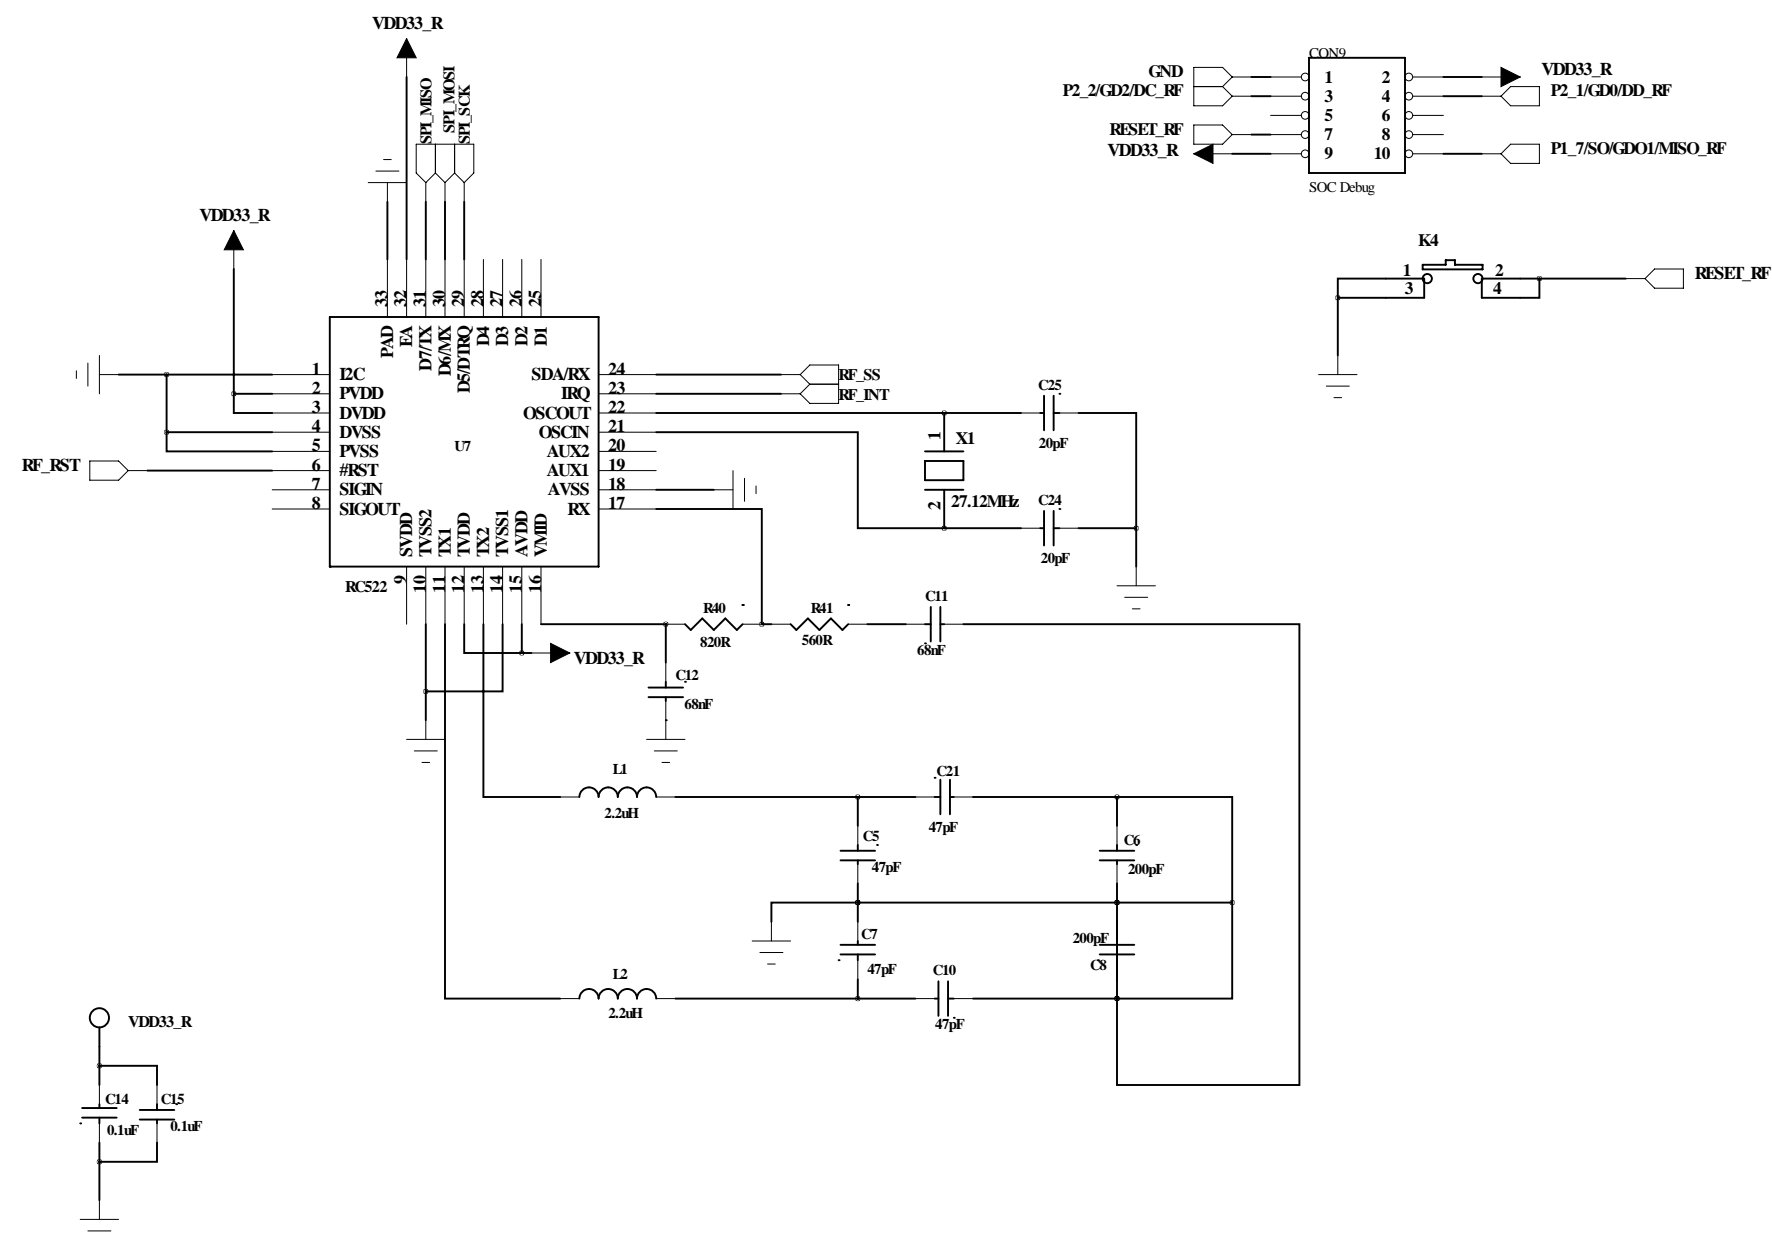 VDD33_R
SPI_MISO
SPI_MOSI
SPI_SCK
VDD33_R
33
32
31
30
29
28
27
26
25
PAD
EA
D7/TX
D6/MX
D5/DTRQ
D4
D3
D2
D1
1 I2C
2 PVDD
3 DVDD
4 DVSS
5 PVSS
RF_RST 6 #RST
7 SIGIN
8 SIGOUT
U7
SDA/RX 24 RF_SS
IRQ 23 RF_INT
OSCOUT 22
OSCIN 21
AUX2 20
AUX1 19
AVSS 18
RX 17
SVDD
TVSS2
TX1
TVDD
TX2
TVSS1
AVDD
VMID
RC522
9
10
11
12
13
14
15
16
C25
20pF
1
X1
2
27.12MHz
C24
20pF
R40
820R
R41
560R
C11
68nF
VDD33_R
C12
68nF
L1
2.2uH
C21
47pF
C5
47pF
C6
200pF
C7
47pF
200pF
C8
L2
2.2uH
C10
47pF
VDD33_R
C14
0.1uF
C15
0.1uF
CON9
GND 1 2 VDD33_R
P2_2/GD2/DC_RF 3 4 P2_1/GD0/DD_RF
5 6
RESET_RF 7 8
VDD33_R 9 10 P1_7/SO/GDO1/MISO_RF
SOC Debug
K4
1 2 RESET_RF
3 4